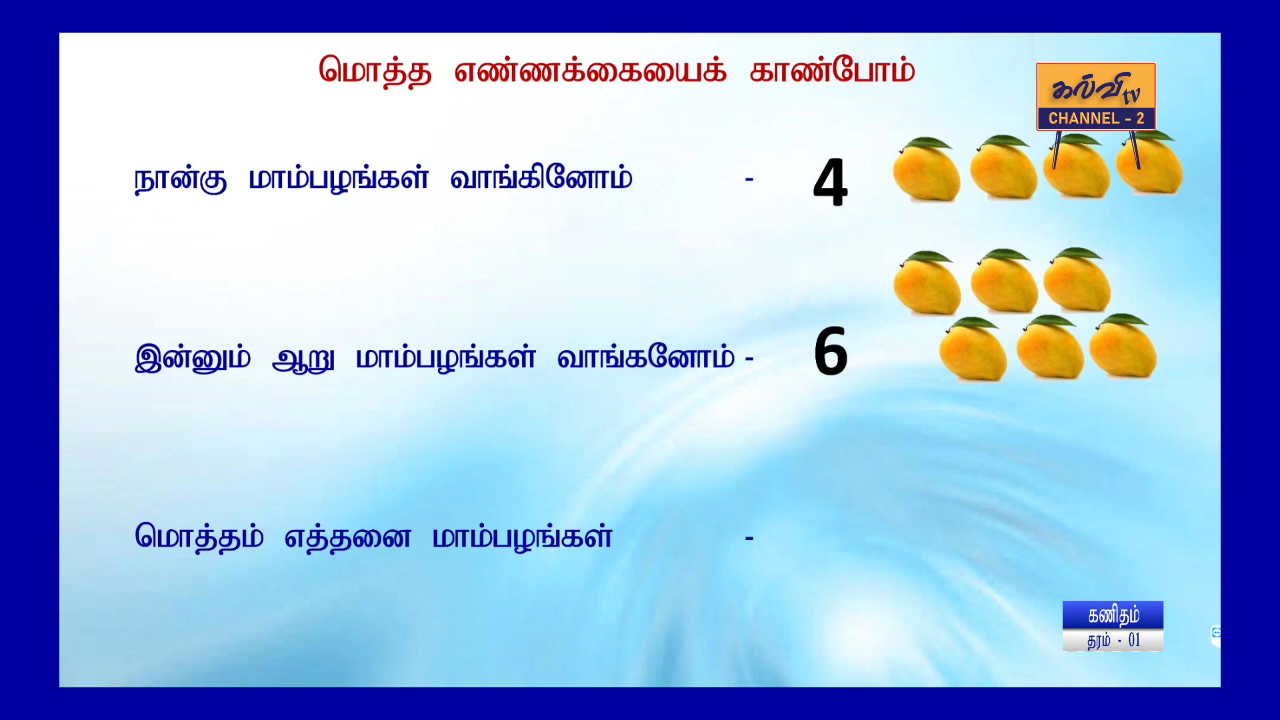 மொத்த எண்ணக்கையைக் காண்போம்
கல்வி tv
CHANNEL - 2
நான்கு மாம்பழங்கள் வாங்கினோம் - 4
இன்னும் ஆறு மாம்பழங்கள் வாங்கனோம் - 6
மொத்தம் எத்தனை மாம்பழங்கள் -
கணிதம்
தரம் - 01